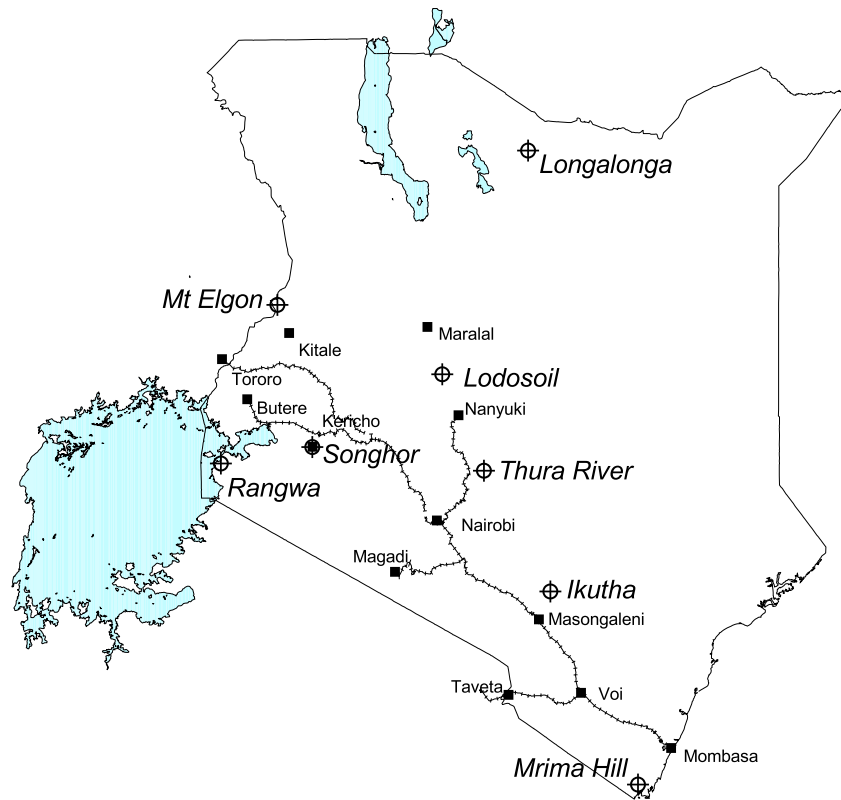 Longalonga
Mt Elgon
Maralal
Kitale
Tororo
Lodosoil
Butere
Nanyuki
Kericho
Songhor
Rangwa
Thura River
Nairobi
Magadi
Ikutha
Masongaleni
Taveta
Voi
Mombasa
Mrima Hill